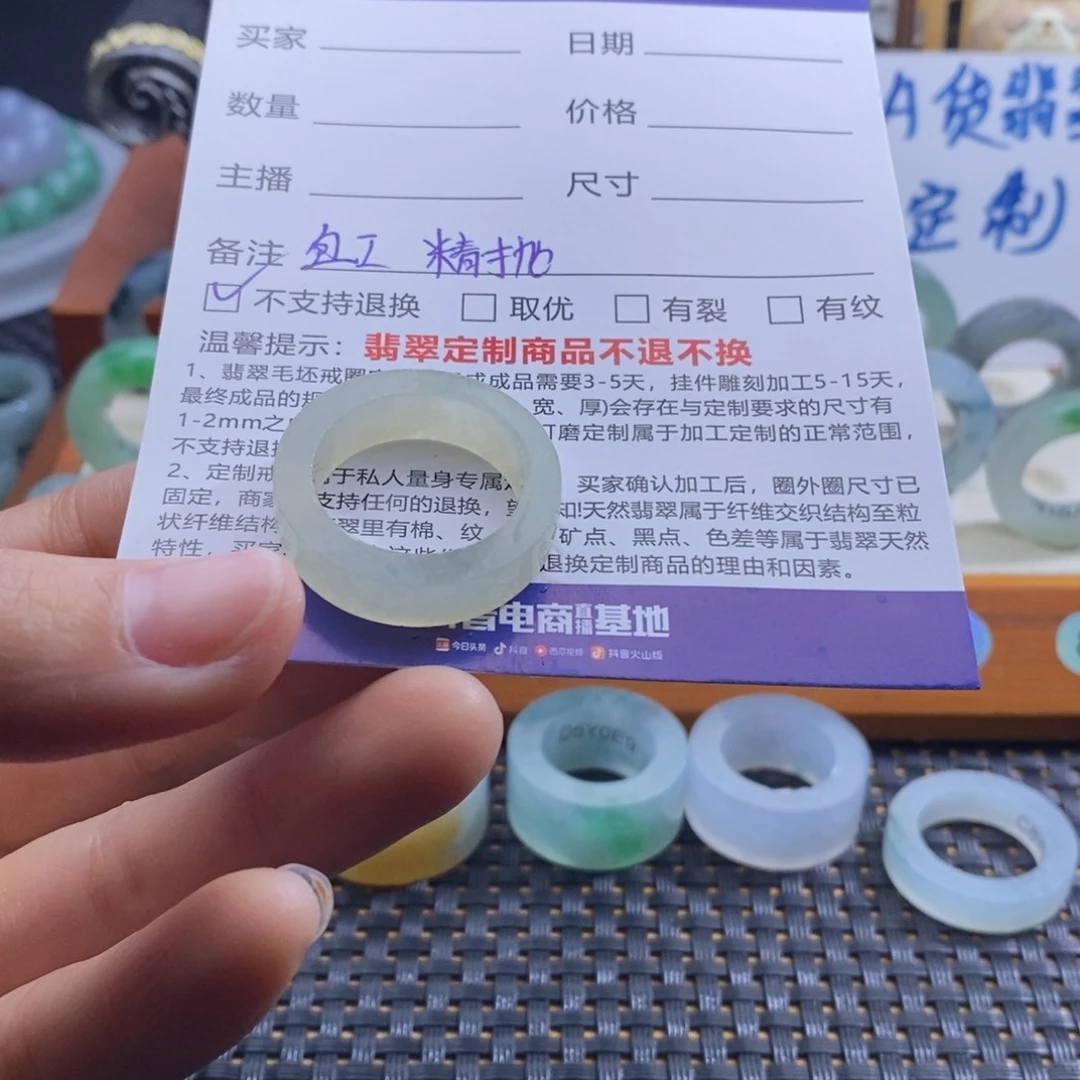 买家 日期
数量 价格
主播 尺寸
备注 包工 精抛
不支持退换 取优 有裂 有纹
温馨提示：翡翠定制商品不退不换
1、翡翠毛坯戒圈 成品需要3-5天，挂件雕刻加工5-15天，
最终成品的规 宽、厚)会存在与定制要求的尺寸有
1-2mm之 打磨定制属于加工定制的正常范围，
不支持退换
2、定制戒 于私人量身专属 买家确认加工后，圈外圈尺寸已
固定，商家 支持任何的退换， 知!天然翡翠属于纤维交织结构至粒
状纤维结构 翠里有棉、纹 矿点、黑点、色差等属于翡翠天然
特性，买家 这些 退换定制商品的理由和因素。
电商直播基地
今日头条 抖音 西瓜视频 抖音火山版
A货翡翠
定制